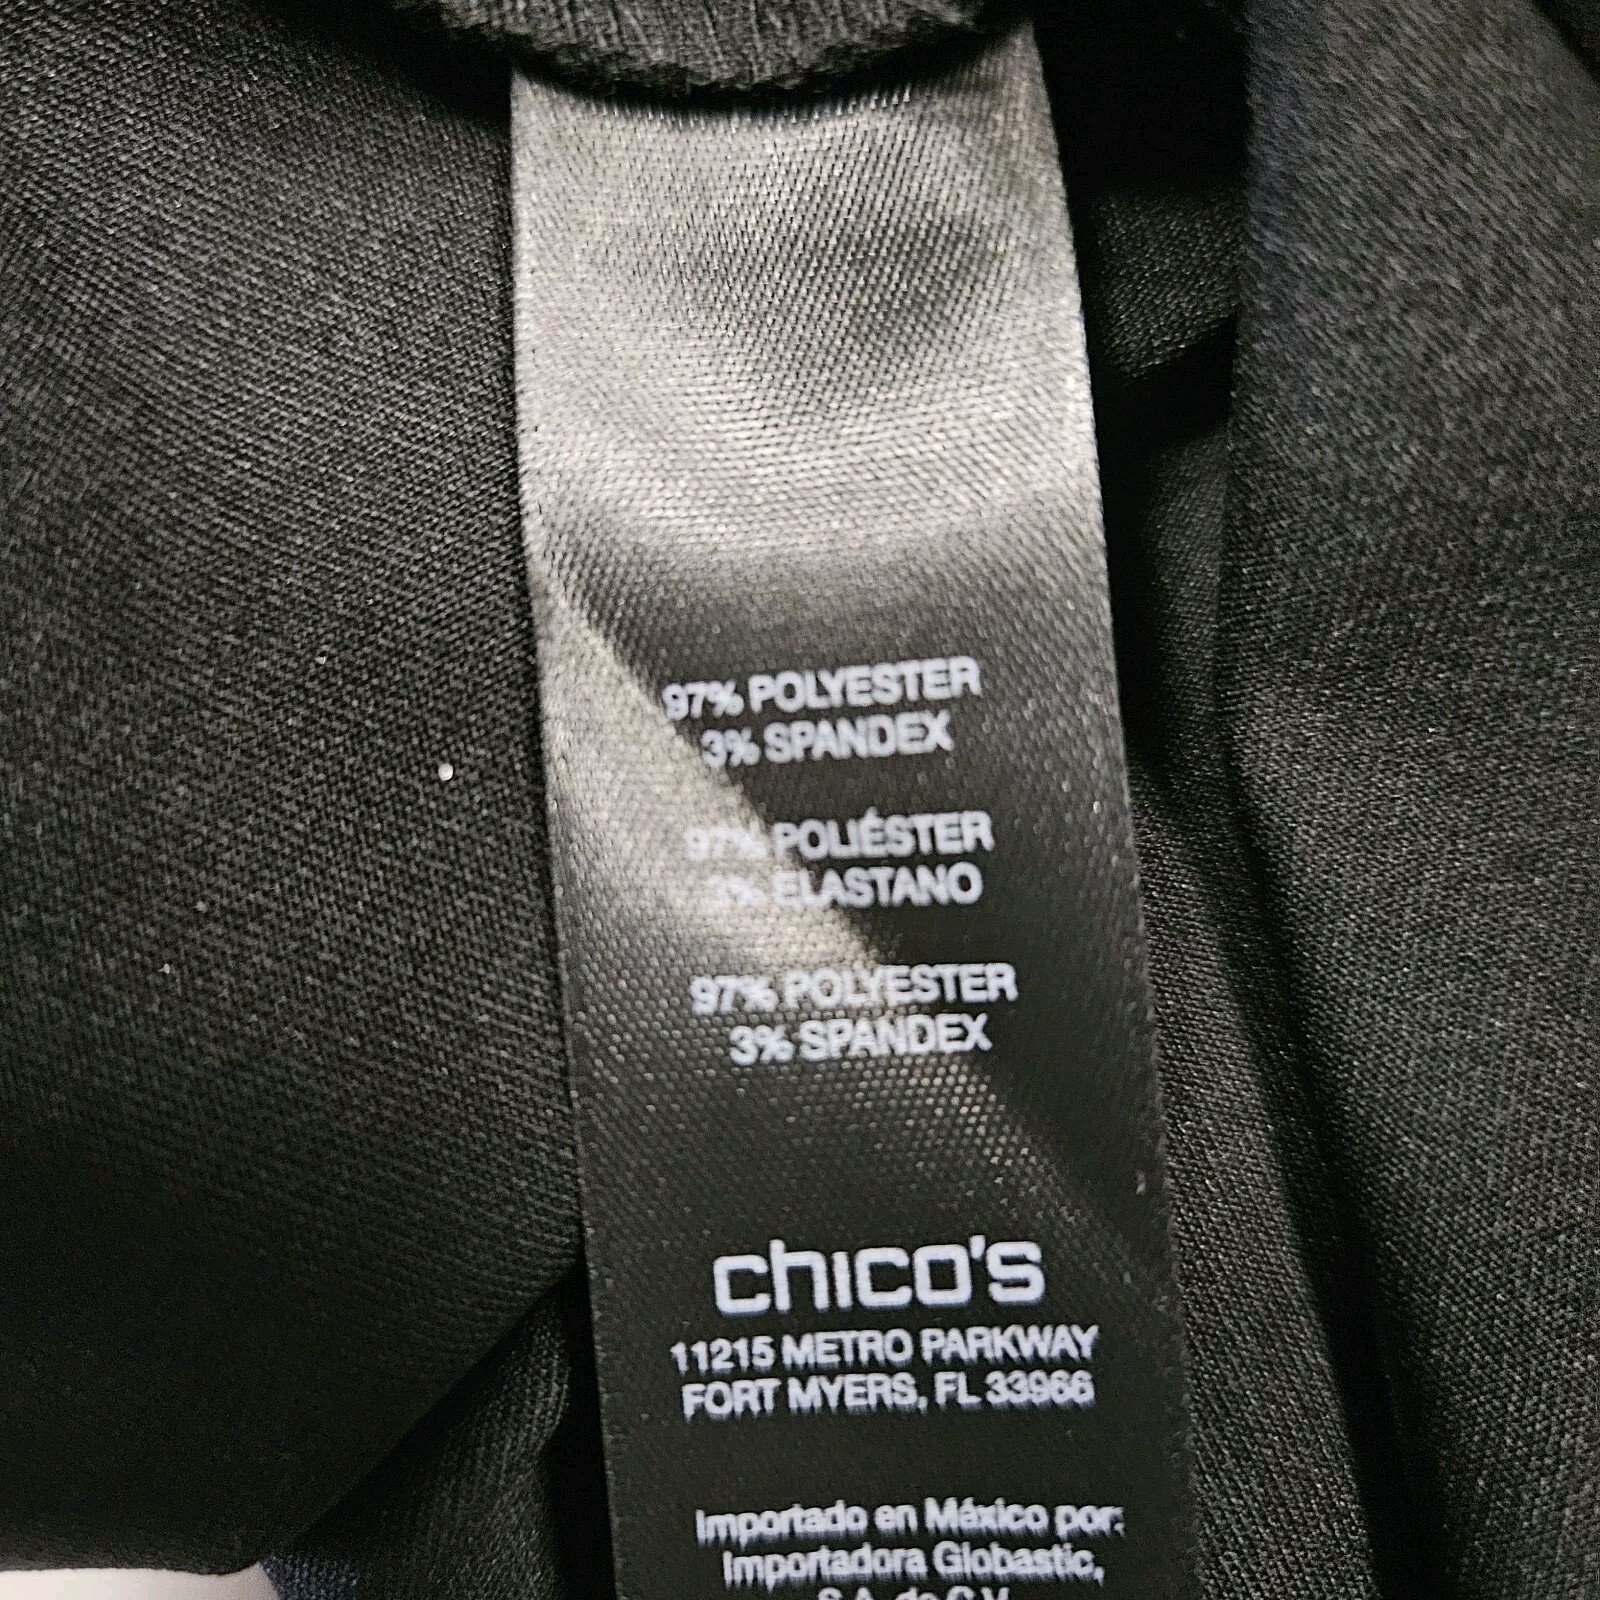 97% POLYESTER
3% SPANDEX
97% POLIÉSTER
3% ELASTANO
97% POLYESTER
3% SPANDEX
chico's
11215 METRO PARKWAY
FORT MYERS, FL 33966
Importado en México por:
Importadora Globastic,
S.A. de C.V.